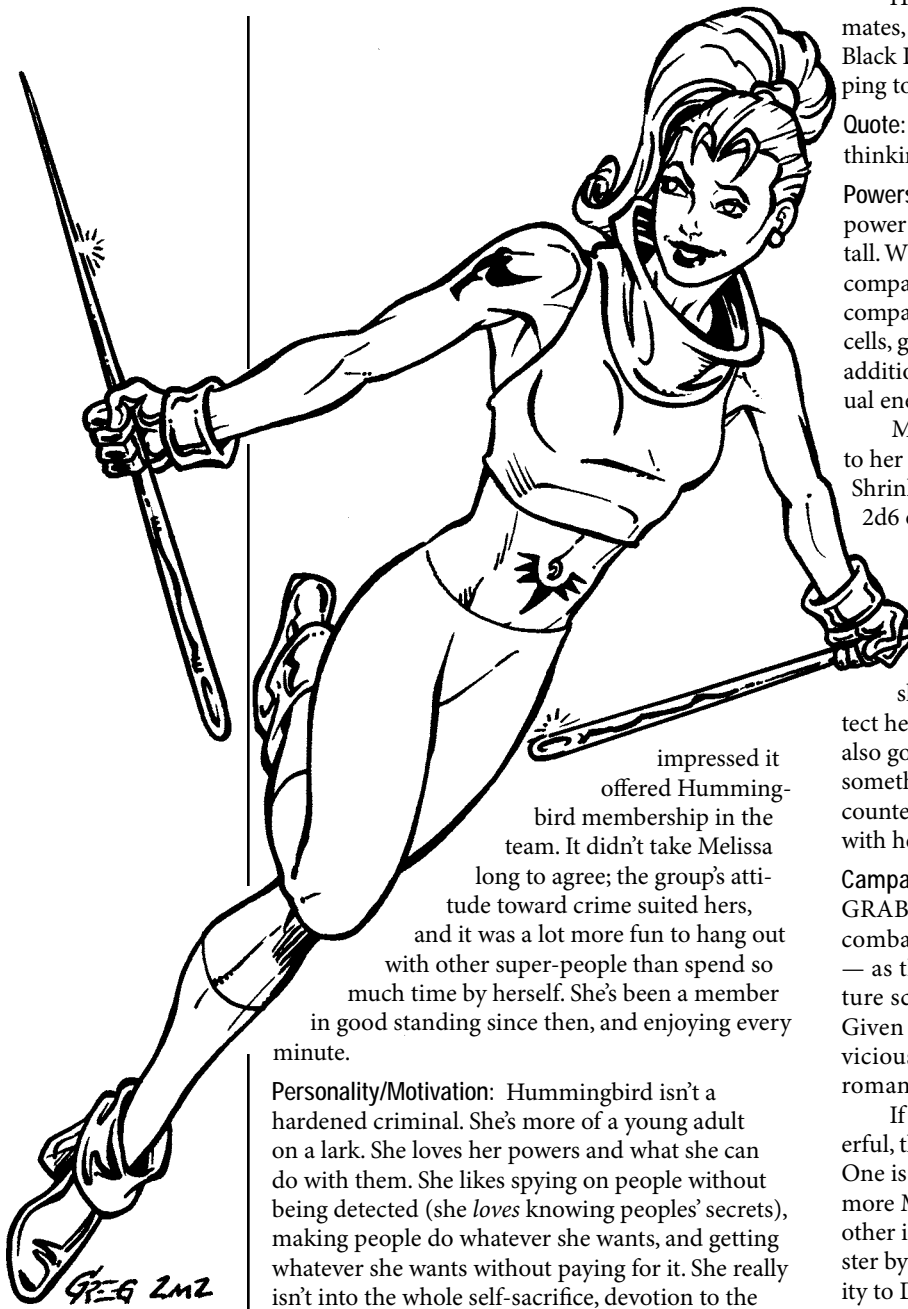 impressed it
offered Humming-
bird membership in the
team. It didn't take Melissa
long to agree; the group's atti-
tude toward crime suited hers,
and it was a lot more fun to hang out
with other super-people than spend so
much time by herself. She's been a member
in good standing since then, and enjoying every
minute.
Personality/Motivation: Hummingbird isn't a
hardened criminal. She's more of a young adult
on a lark. She loves her powers and what she can
do with them. She likes spying on people without
being detected (she loves knowing peoples' secrets),
making people do whatever she wants, and getting
whatever she wants without paying for it. She really
isn't into the whole self-sacrifice, devotion to the
GREG 2M2
mates,
Black
ping to
Quote:
thinkin
Powers
power
tall. W
compa
compa
cells, g
additio
ual end
M
to her
Shrin
2d6
sh
tect he
also go
someth
counte
with he
Campa
GRAB
comba
— as th
ture sc
Given
vicious
roman
If
erful, th
One is
more M
other i
ster by
ity to D